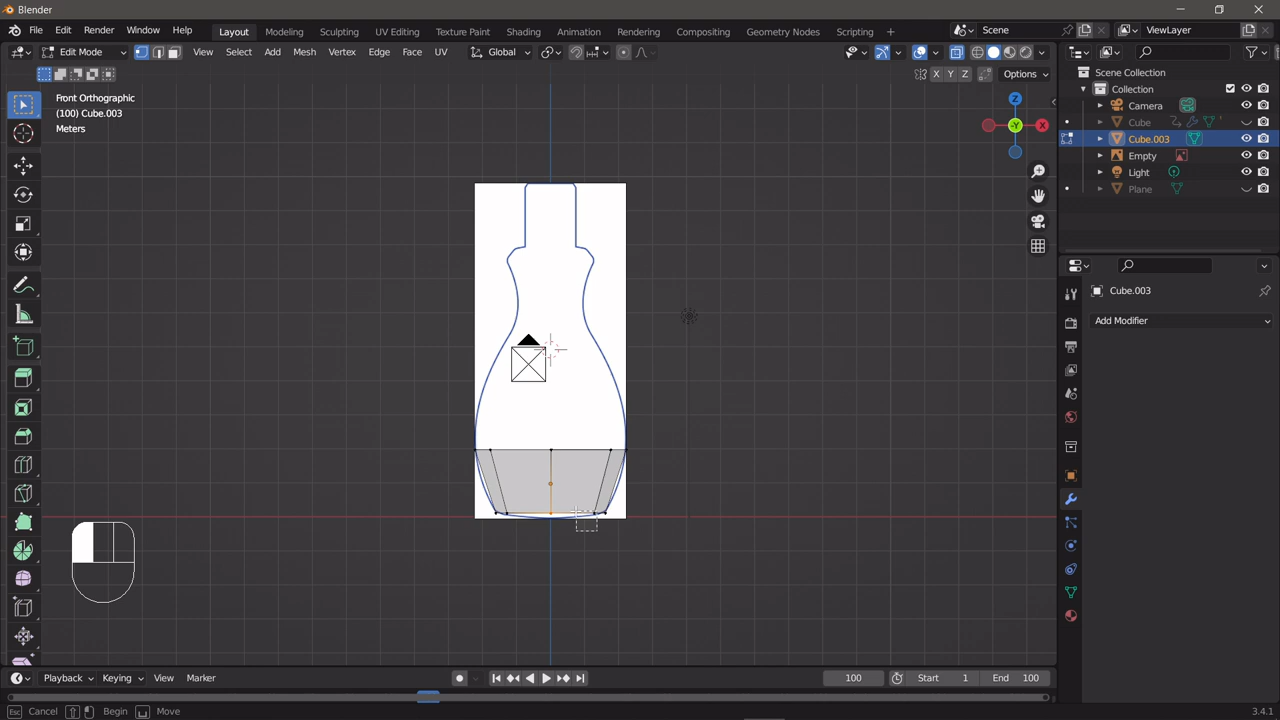 Blender
File Edit Render Window Help Layout Modeling Sculpting UV Editing Texture Paint Shading Animation Rendering Compositing Geometry Nodes Scripting + Scene ViewLayer
Edit Mode View Select Add Mesh Vertex Edge Face UV Global
X Y Z Options
Front Orthographic
(100) Cube.003
Meters
Z
-Y X
Scene Collection
Collection
Camera
Cube
Cube.003
Empty
Light
Plane
Cube.003
Add Modifier
Playback Keying View Marker 100 Start 1 End 100
Esc Cancel Begin Move 3.4.1